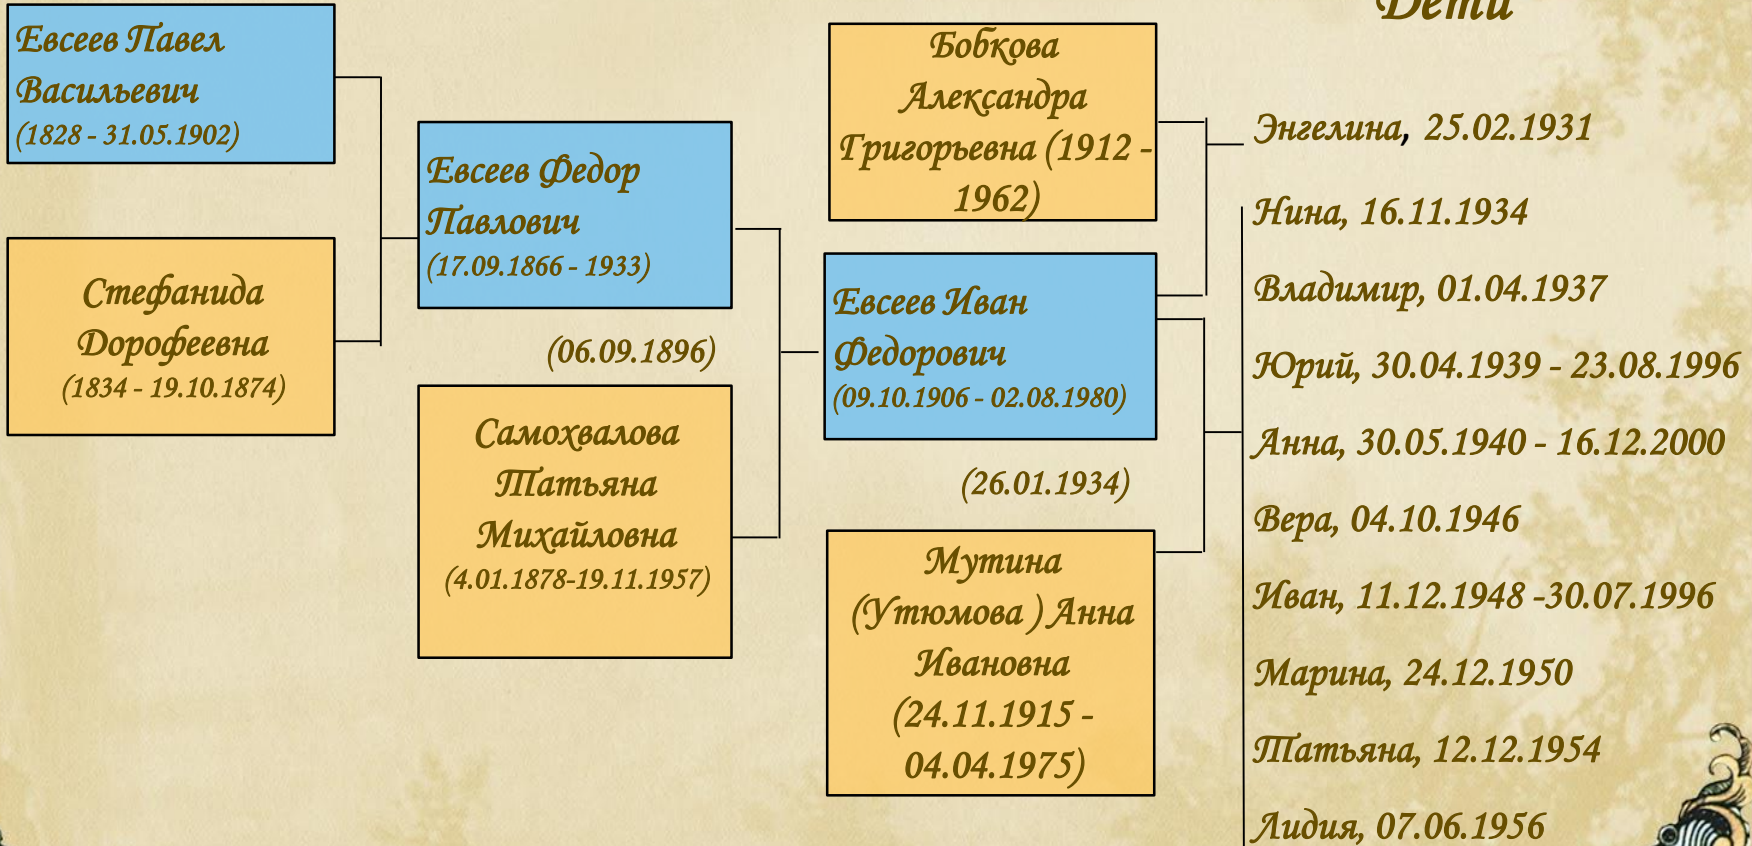 Дети
Евсеев Павел
Васильевич
(1828 - 31.05.1902)
Стефанида
Дорофеевна
(1834 - 19.10.1874)
Евсеев Федор
Павлович
(17.09.1866 - 1933)
(06.09.1896)
Самохвалова
Татьяна
Михайловна
(4.01.1878-19.11.1957)
Бобкова
Александра
Григорьевна (1912 -
1962)
Евсеев Иван
Федорович
(09.10.1906 - 02.08.1980)
(26.01.1934)
Мутина
(Утюмова ) Анна
Ивановна
(24.11.1915 -
04.04.1975)
Энгелина, 25.02.1931
Нина, 16.11.1934
Владимир, 01.04.1937
Юрий, 30.04.1939 - 23.08.1996
Анна, 30.05.1940 - 16.12.2000
Вера, 04.10.1946
Иван, 11.12.1948 -30.07.1996
Марина, 24.12.1950
Татьяна, 12.12.1954
Лидия, 07.06.1956